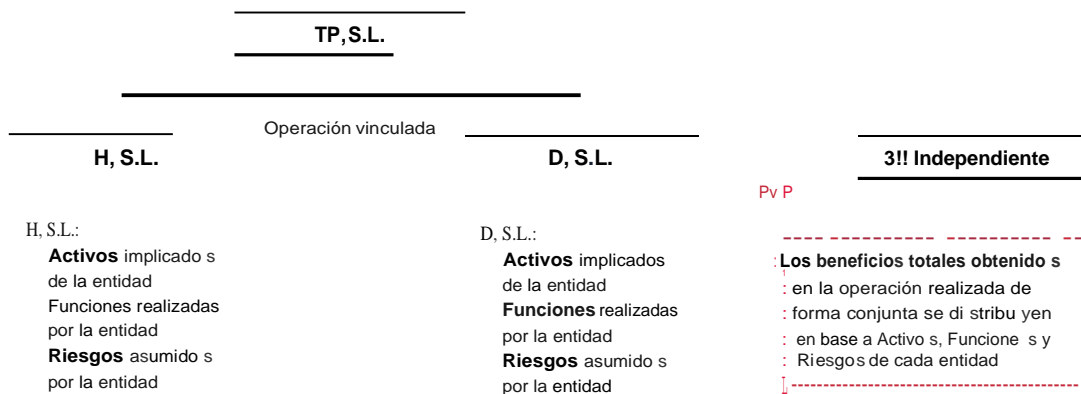 TP, S.L.
Operación vinculada
H, S.L.
D, S.L.
3!! Independiente
Pv P
H, S.L.:
Activos implicado s
de la entidad
Funciones realizadas
por la entidad
Riesgos asumido s
por la entidad
D, S.L.:
Activos implicados
de la entidad
Funciones realizadas
por la entidad
Riesgos asumido s
por la entidad
Los beneficios totales obtenido s
en la operación realizada de
forma conjunta se di stribu yen
en base a Activo s, Funcione s y
Riesgos de cada entidad